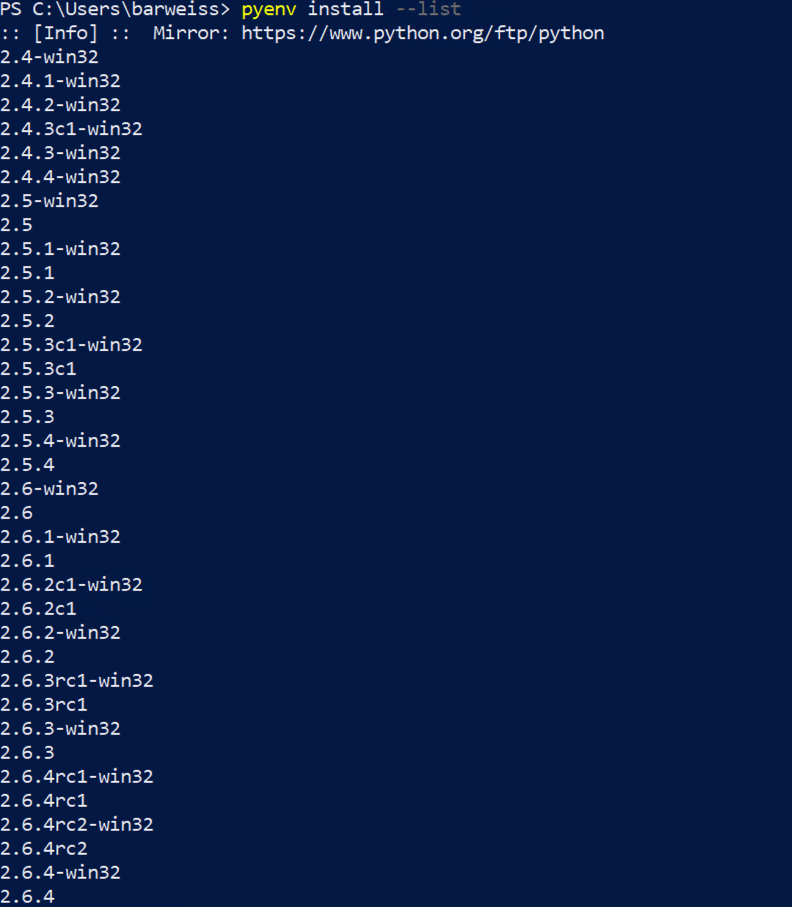 PS C:\Users\barweiss> pyenv install --list
:: [Info] ::  Mirror: https://www.python.org/ftp/python
2.4-win32
2.4.1-win32
2.4.2-win32
2.4.3c1-win32
2.4.3-win32
2.4.4-win32
2.5-win32
2.5
2.5.1-win32
2.5.1
2.5.2-win32
2.5.2
2.5.3c1-win32
2.5.3c1
2.5.3-win32
2.5.3
2.5.4-win32
2.5.4
2.6-win32
2.6
2.6.1-win32
2.6.1
2.6.2c1-win32
2.6.2c1
2.6.2-win32
2.6.2
2.6.3rc1-win32
2.6.3rc1
2.6.3-win32
2.6.3
2.6.4rc1-win32
2.6.4rc1
2.6.4rc2-win32
2.6.4rc2
2.6.4-win32
2.6.4